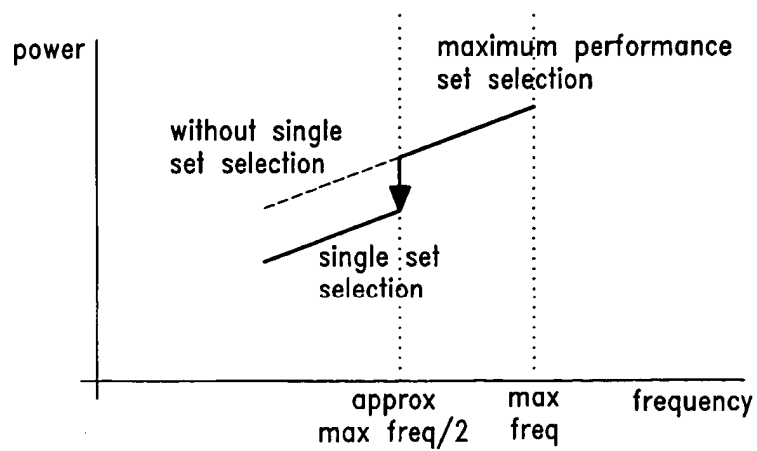 power
maximum performance
set selection
without single
set selection
single set
selection
approx
max freq/2
max
freq
frequency